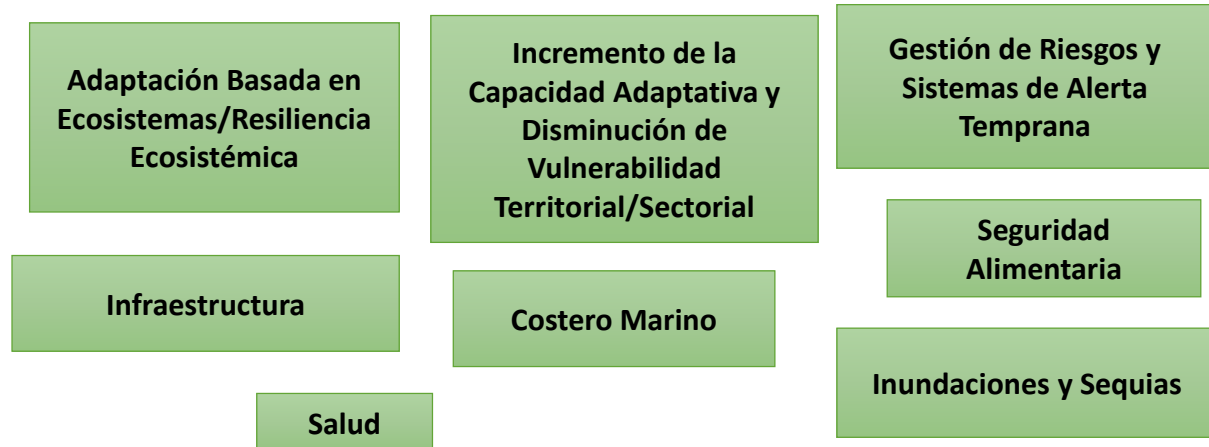 Adaptación Basada en
Ecosistemas/Resiliencia
Ecosistémica
Incremento de la
Capacidad Adaptativa y
Disminución de
Vulnerabilidad
Territorial/Sectorial
Gestión de Riesgos y
Sistemas de Alerta
Temprana
Seguridad
Alimentaria
Infraestructura
Costero Marino
Inundaciones y Sequias
Salud